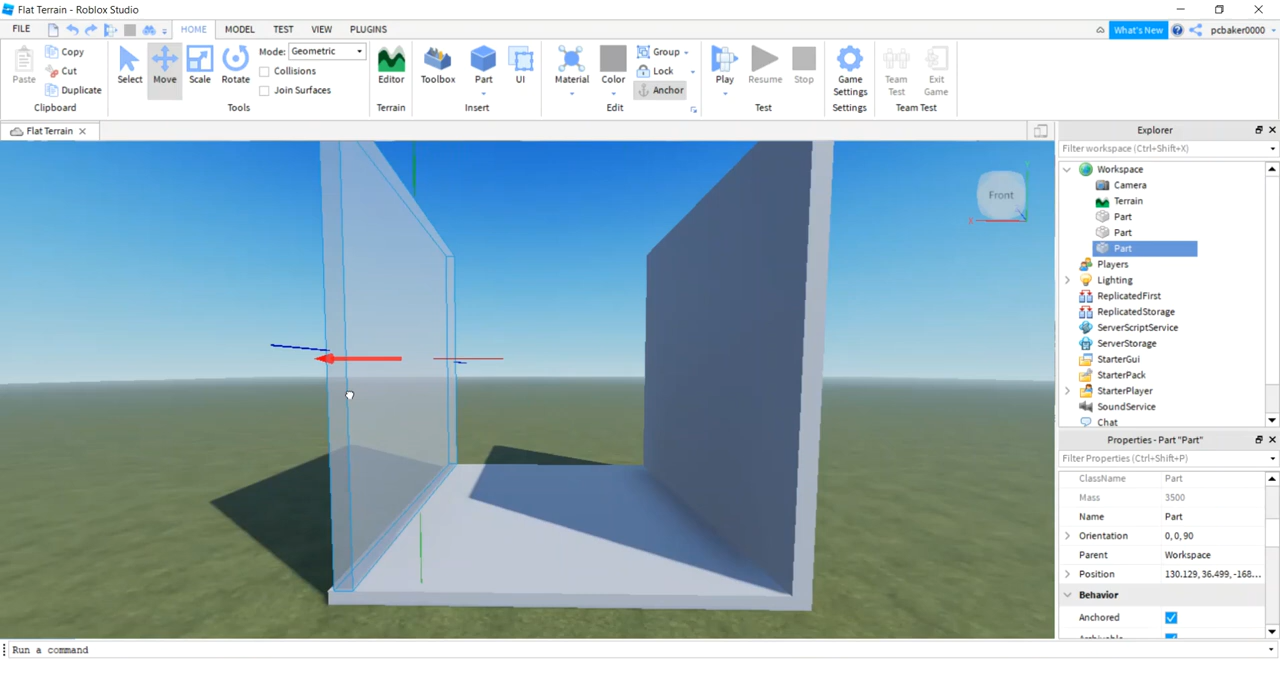 Flat Terrain - Roblox Studio
FILE HOME MODEL TEST VIEW PLUGINS What's New pcbaker0000
Paste Copy Cut Duplicate Clipboard
Select Move Scale Rotate Mode: Geometric Collisions Join Surfaces Tools
Editor Terrain
Toolbox Part UI Insert
Material Color Group Lock Anchor Edit
Play Resume Stop Test
Game Settings Settings
Team Test Exit Game Team Test
Flat Terrain
Front
X
Explorer
Filter workspace (Ctrl+Shift+X)
Workspace
Camera
Terrain
Part
Part
Part
Players
Lighting
ReplicatedFirst
ReplicatedStorage
ServerScriptService
ServerStorage
StarterGui
StarterPack
StarterPlayer
SoundService
Chat
Properties - Part "Part"
Filter Properties (Ctrl+Shift+P)
ClassName Part
Mass 3500
Name Part
Orientation 0, 0, 90
Parent Workspace
Position 130.129, 36.499, -168...
Behavior
Anchored
Run a command